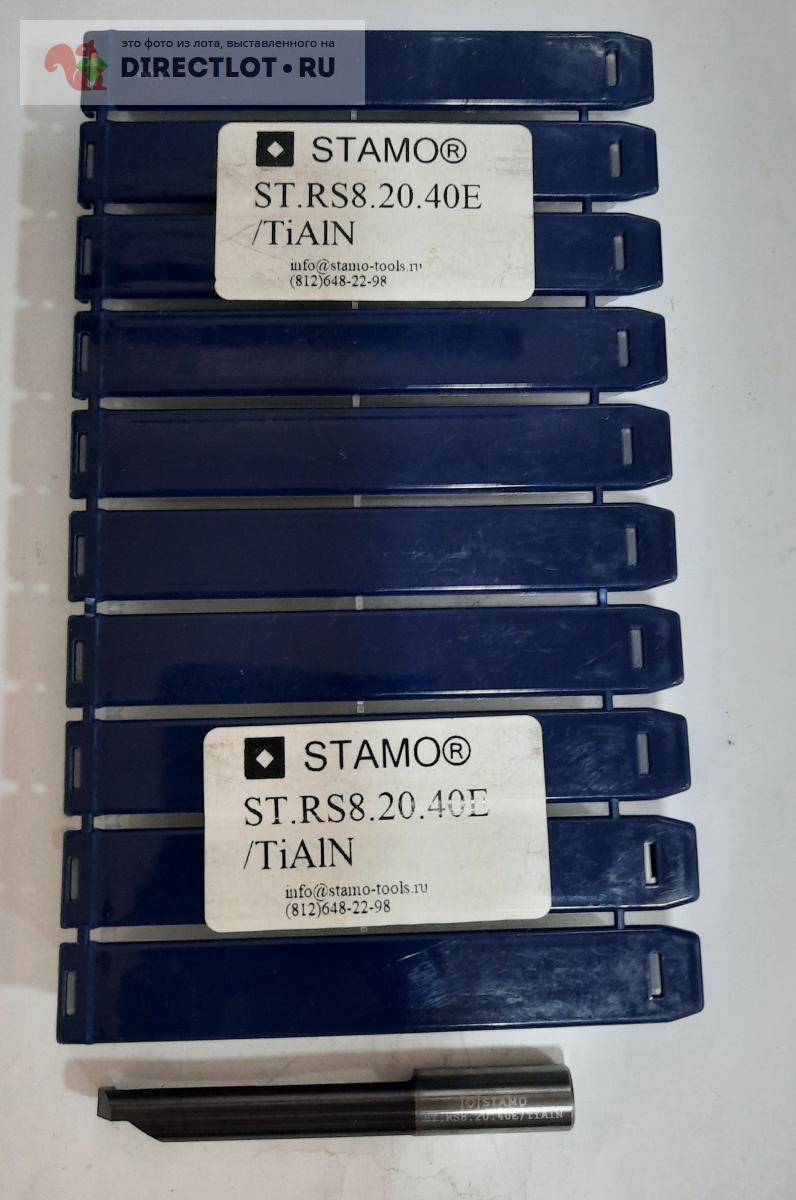 это фото из лота, выставленного на
DIRECTLOT•RU
STAMO®
ST.RS8.20.40E
/TiAlN
info@stamo-tools.ru
(812)648-22-98
STAMO®
ST.RS8.20.40E
/TiAlN
info@stamo-tools.ru
(812)648-22-98
STAMO
ST.RS8.20.40E/TiAlN